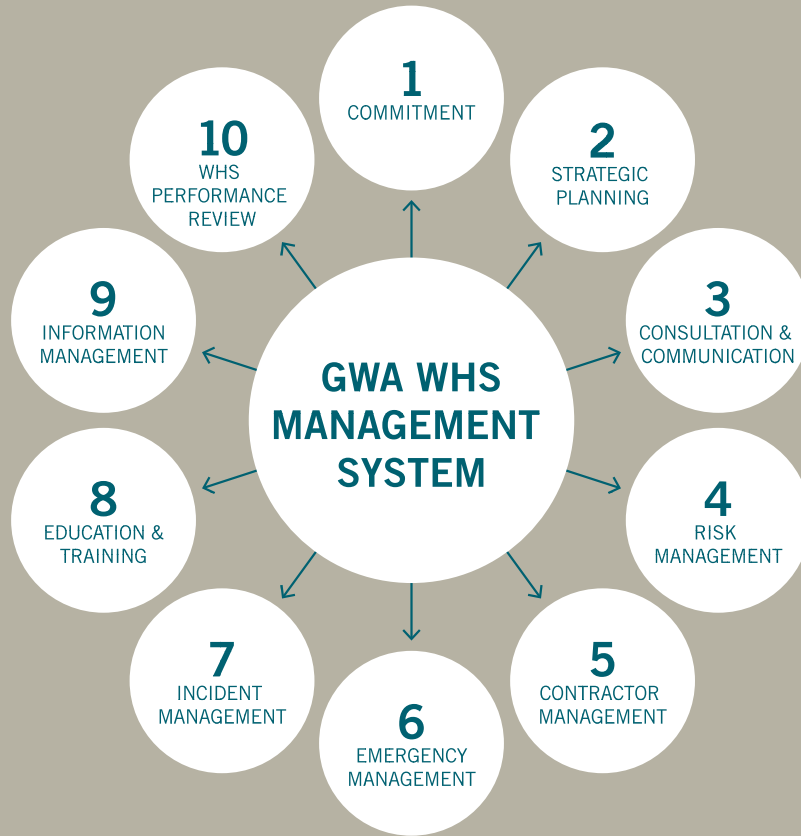 1
COMMITMENT
2
STRATEGIC
PLANNING
3
CONSULTATION &
COMMUNICATION
4
RISK
MANAGEMENT
5
CONTRACTOR
MANAGEMENT
6
EMERGENCY
MANAGEMENT
7
INCIDENT
MANAGEMENT
8
EDUCATION &
TRAINING
9
INFORMATION
MANAGEMENT
10
WHS
PERFORMANCE
REVIEW
GWA WHS
MANAGEMENT
SYSTEM